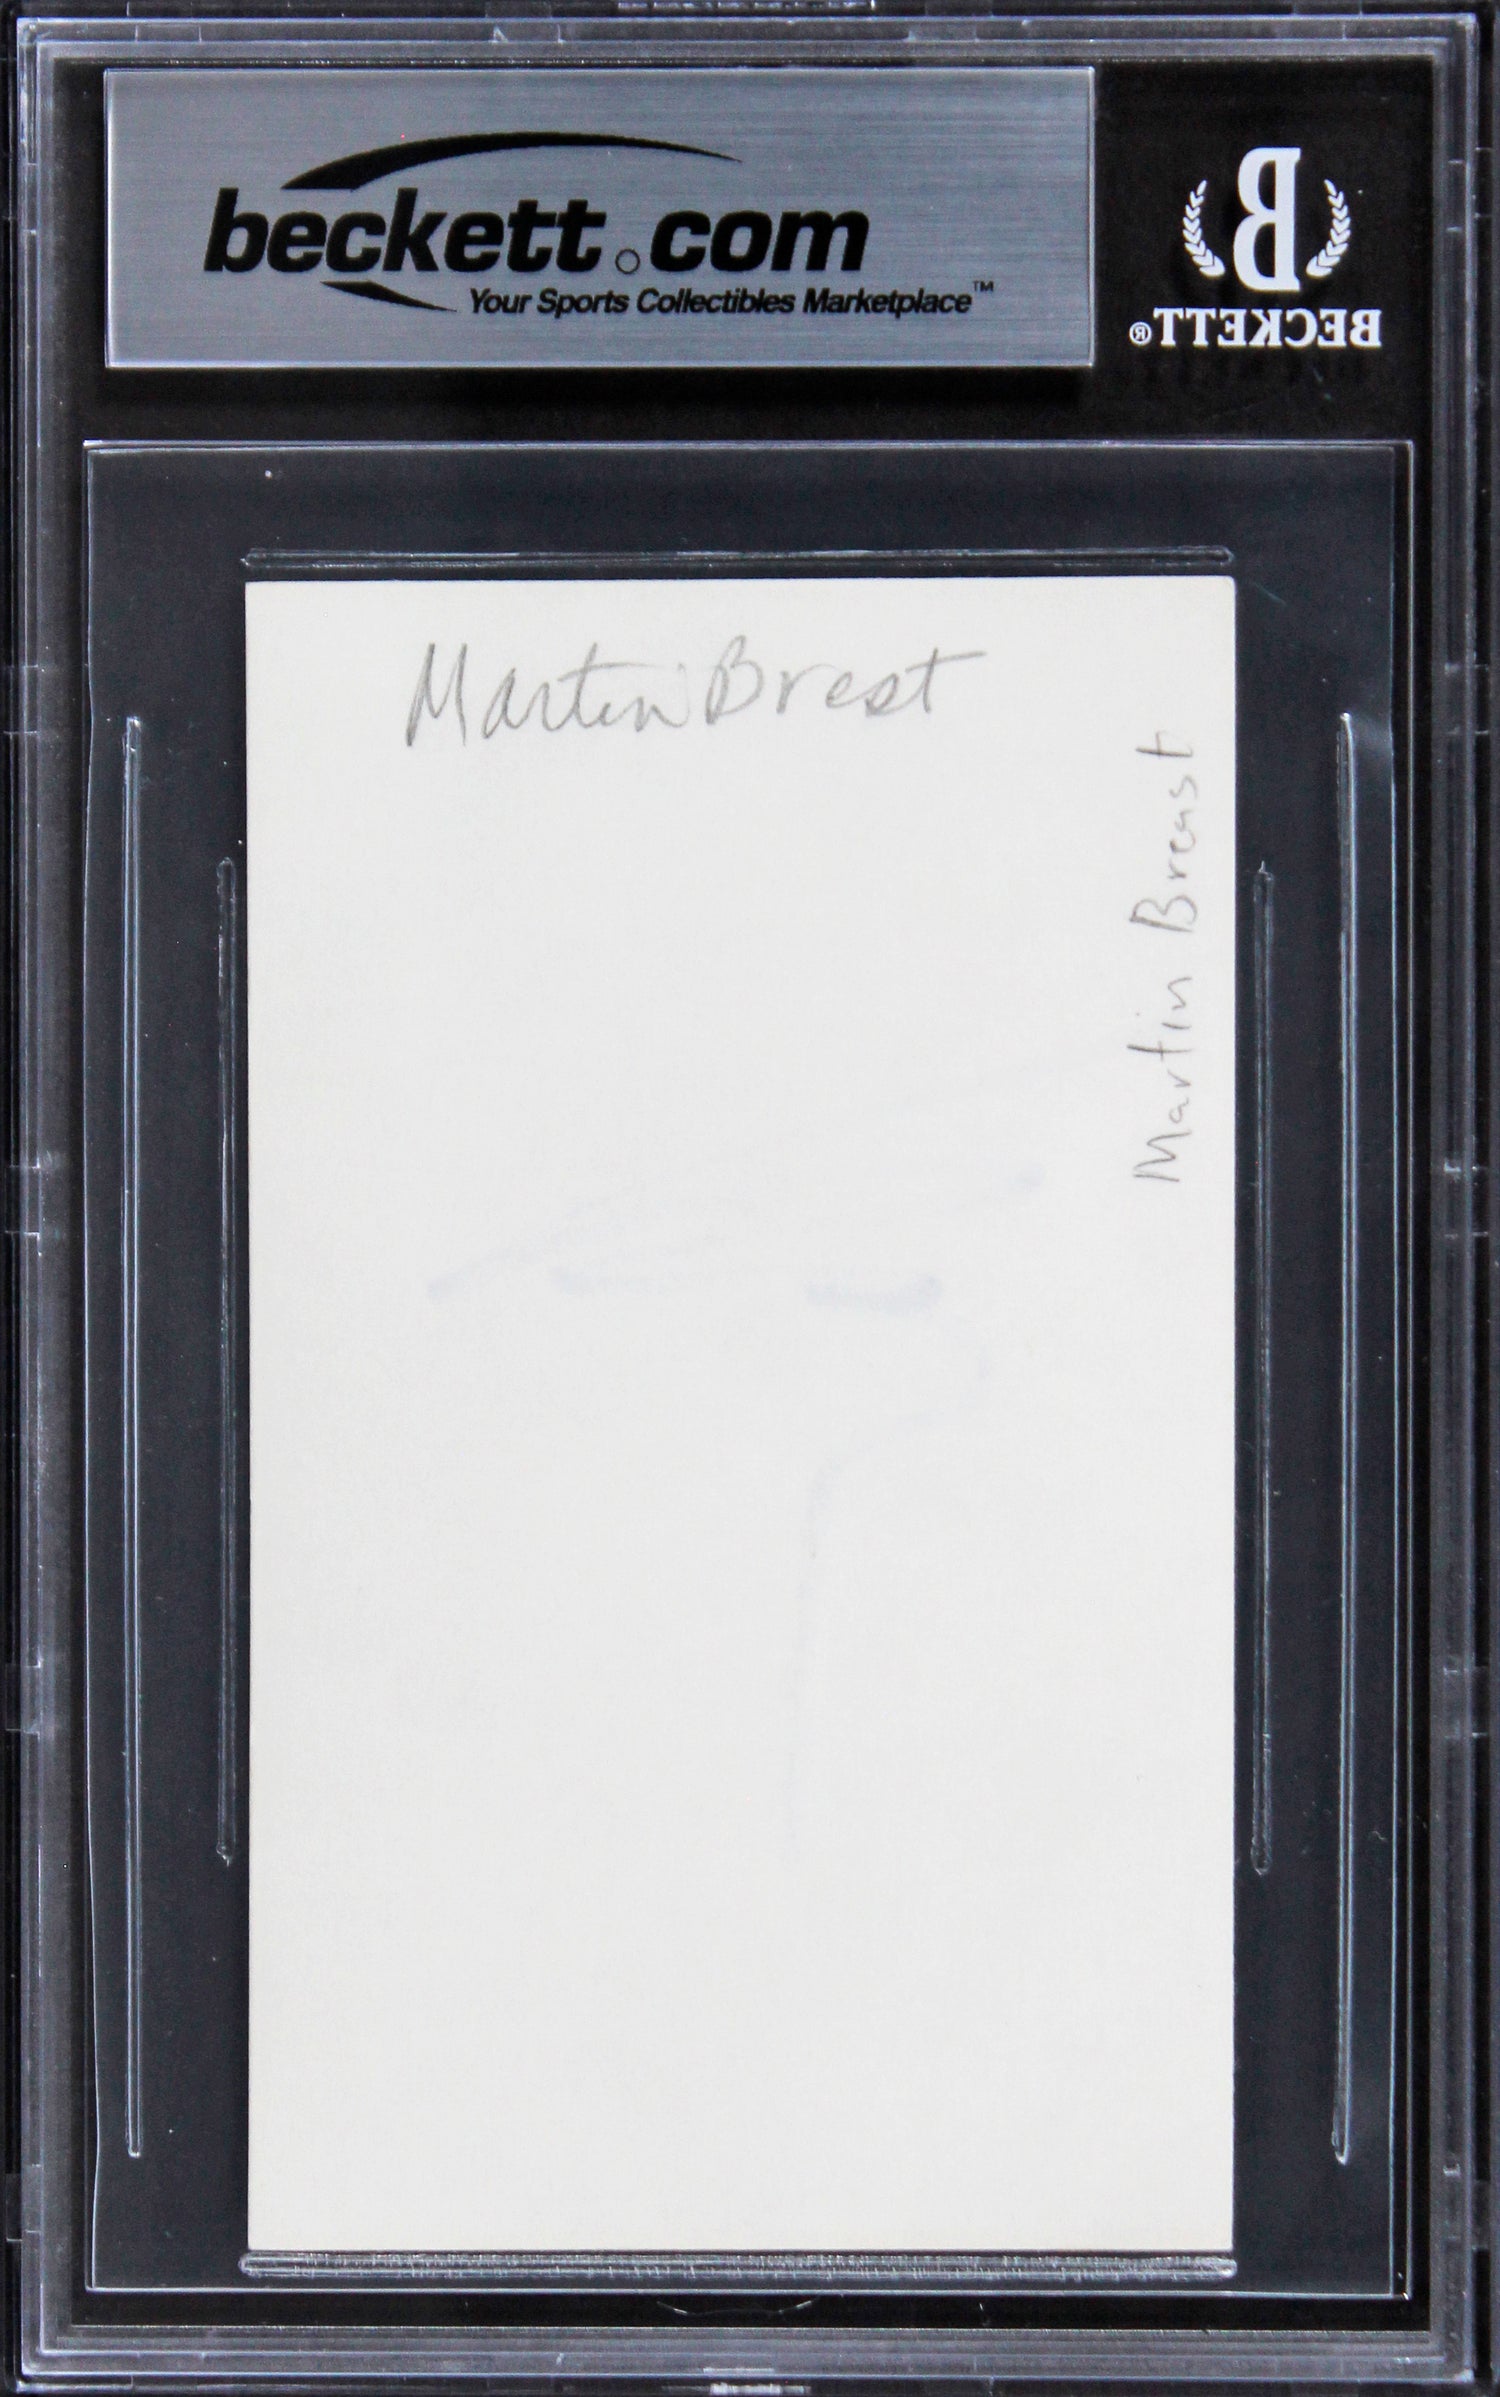 beckett.com
Your Sports Collectibles Marketplace™
B
BECKETT®
Martin Brest
Martin Breast